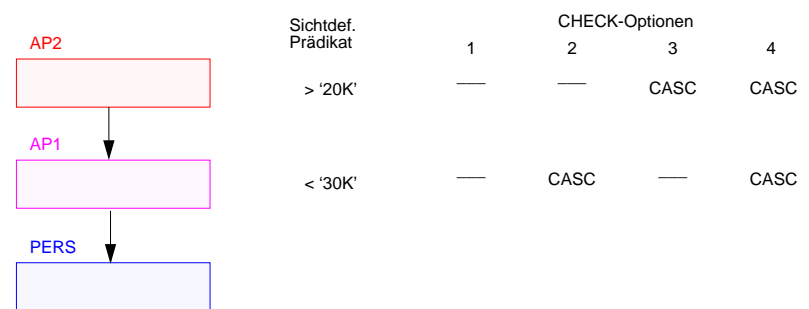 Sichtdef. CHECK-Optionen
AP2 Prädikat 1 2 3 4
> ‘20K’ ––– ––– CASC CASC
AP1
< ‘30K’ ––– CASC ––– CASC
PERS